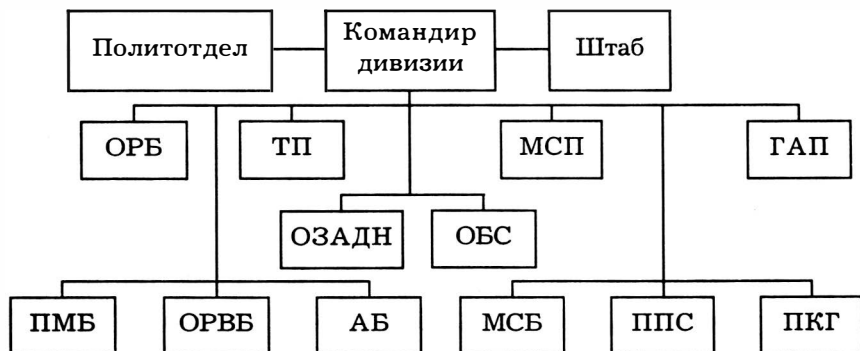 Политотдел
Командир
дивизии
Штаб
ОРБ
ТП
МСП
ГАП
ОЗАДН
ОБС
ПМБ
ОРВБ
АБ
МСБ
ППС
ПКГ